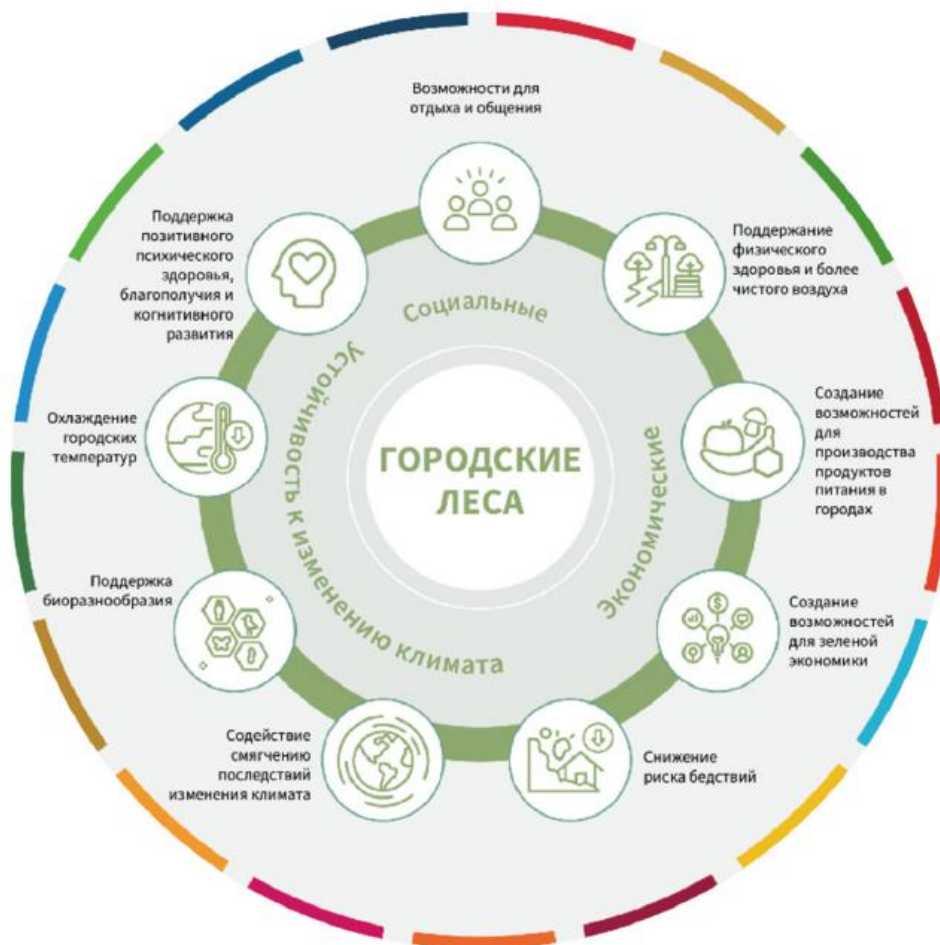 Возможности для
отдыха и общения
Поддержка
позитивного
психического
здоровья,
благополучия и
когнитивного
развития
Поддержание
физического
здоровья и более
чистого воздуха
Социальные
Устойчивость к изменению климата
Экономические
ГОРОДСКИЕ
ЛЕСА
Охлаждение
городских
температур
Создание
возможностей
для
производства
продуктов
питания в
городах
Поддержка
биоразнообразия
Создание
возможностей
для зеленой
экономики
Содействие
смягчению
последствий
изменения климата
Снижение
риска бедствий